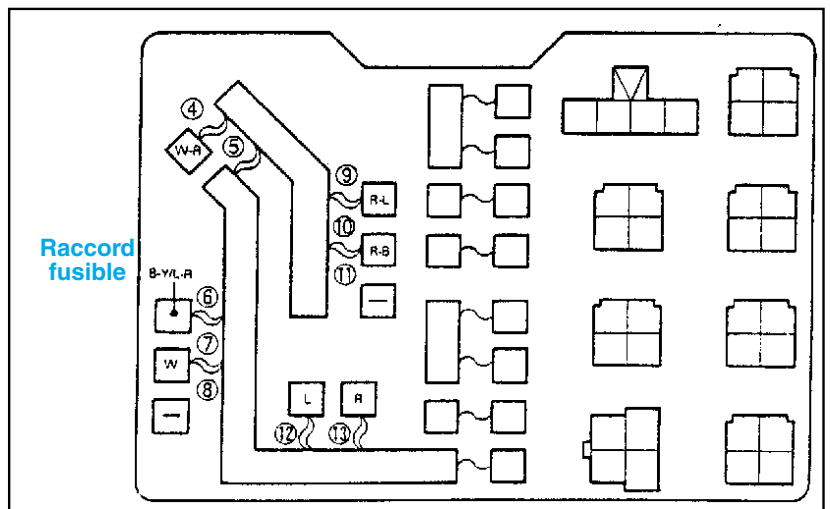 ④
W-R
⑤
⑨
R-L
⑩
R-B
⑪
Raccord
fusible
B-Y/L-R
⑥
⑦
W
⑧
L
R
⑫
⑬